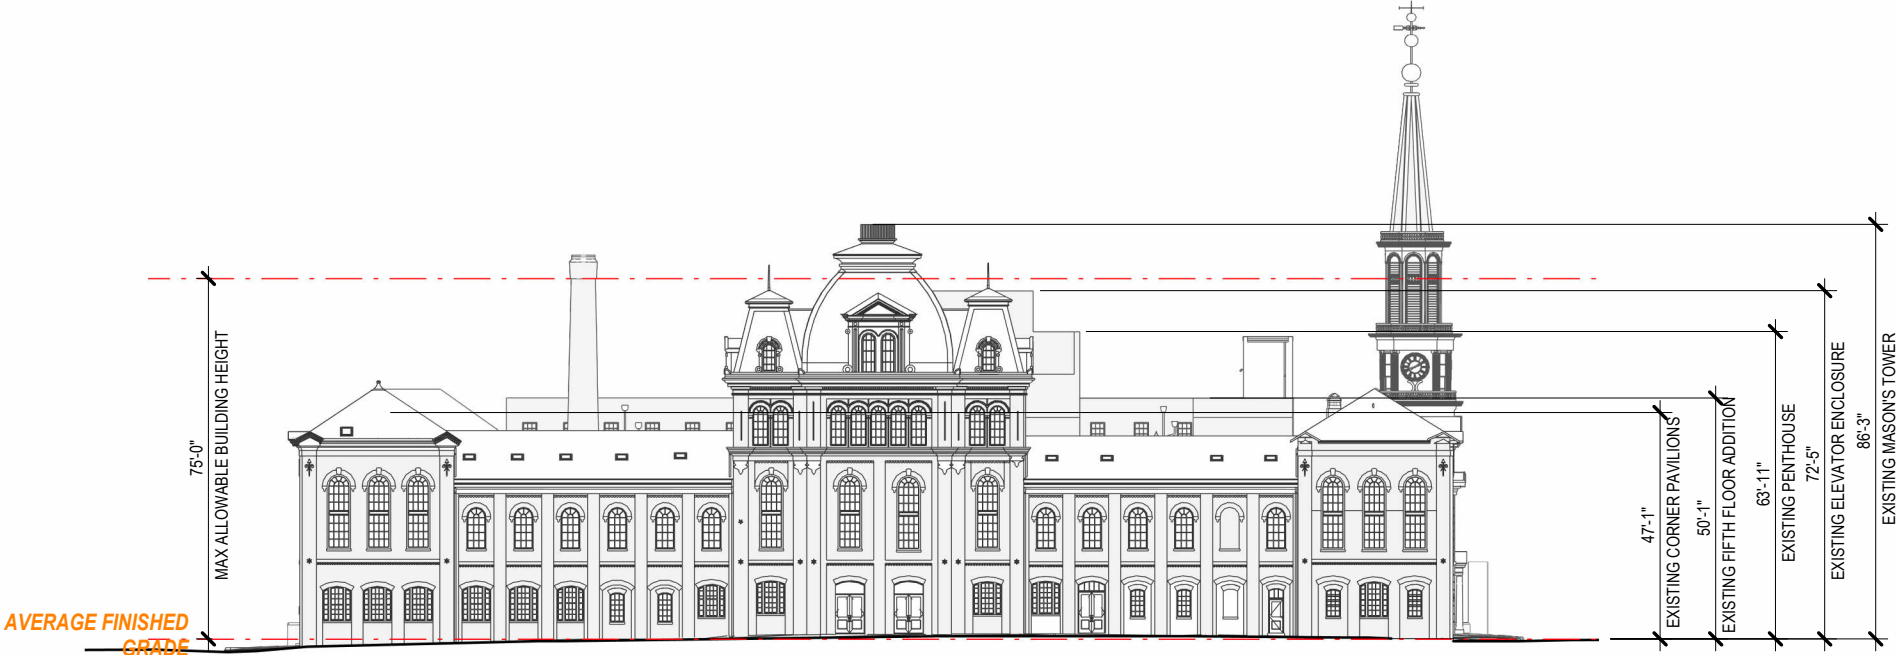 75'-0"
MAX ALLOWABLE BUILDING HEIGHT
AVERAGE FINISHED
GRADE
47'-1"
EXISTING CORNER PAVILIONS
50'-1"
EXISTING FIFTH FLOOR ADDITION
63'-11"
EXISTING PENTHOUSE
72'-5"
EXISTING ELEVATOR ENCLOSURE
86'-3"
EXISTING MASON'S TOWER